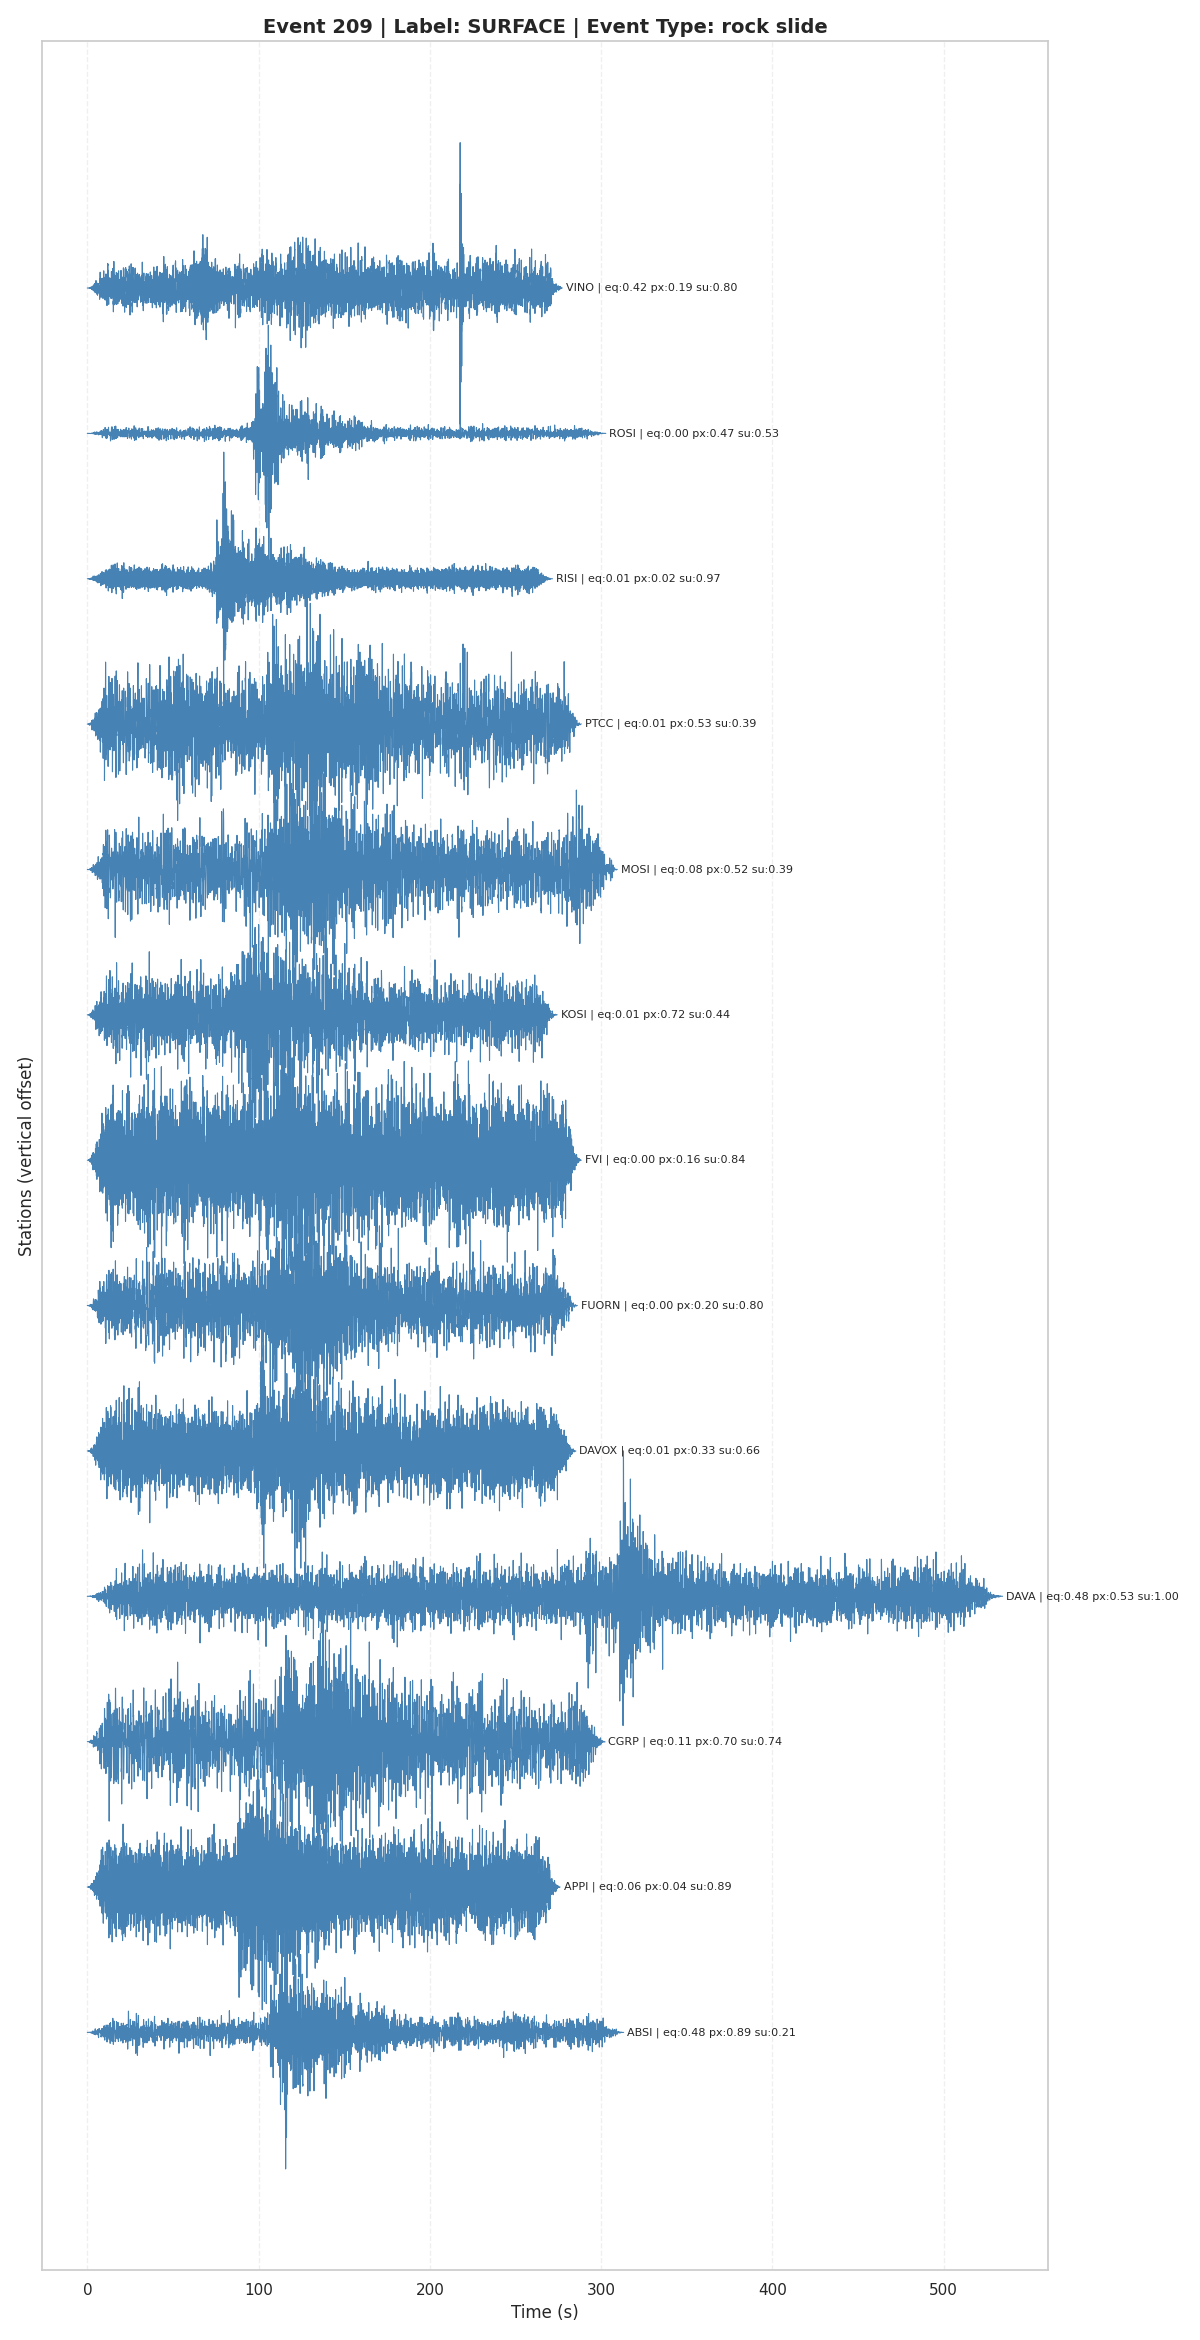 Event 209 | Label: SURFACE | Event Type: rock slide
VINO | eq:0.42 px:0.19 su:0.80
ROSI | eq:0.00 px:0.47 su:0.53
RISI | eq:0.01 px:0.02 su:0.97
PTCC | eq:0.01 px:0.53 su:0.39
MOSI | eq:0.08 px:0.52 su:0.39
KOSI | eq:0.01 px:0.72 su:0.44
FVI | eq:0.00 px:0.16 su:0.84
FUORN | eq:0.00 px:0.20 su:0.80
DAVOX | eq:0.01 px:0.33 su:0.66
DAVA | eq:0.48 px:0.53 su:1.00
CGRP | eq:0.11 px:0.70 su:0.74
APPI | eq:0.06 px:0.04 su:0.89
ABSI | eq:0.48 px:0.89 su:0.21
Stations (vertical offset)
0 100 200 300 400 500
Time (s)